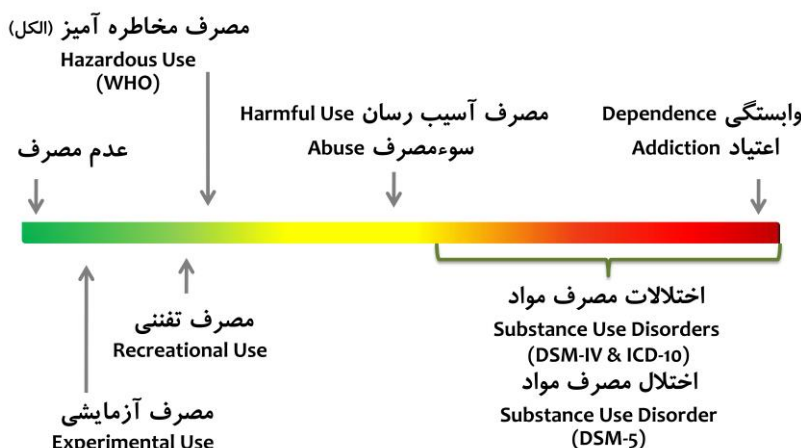 مصرف مخاطره آمیز (الکل)
Hazardous Use
(WHO)
عدم مصرف
Harmful Use مصرف آسیب رسان
Abuse سوءمصرف
Dependence وابستگی
Addiction اعتیاد
مصرف تفننی
Recreational Use
مصرف آزمایشی
Experimental Use
اختلالات مصرف مواد
Substance Use Disorders
(DSM-IV & ICD-10)
اختلال مصرف مواد
Substance Use Disorder
(DSM-5)